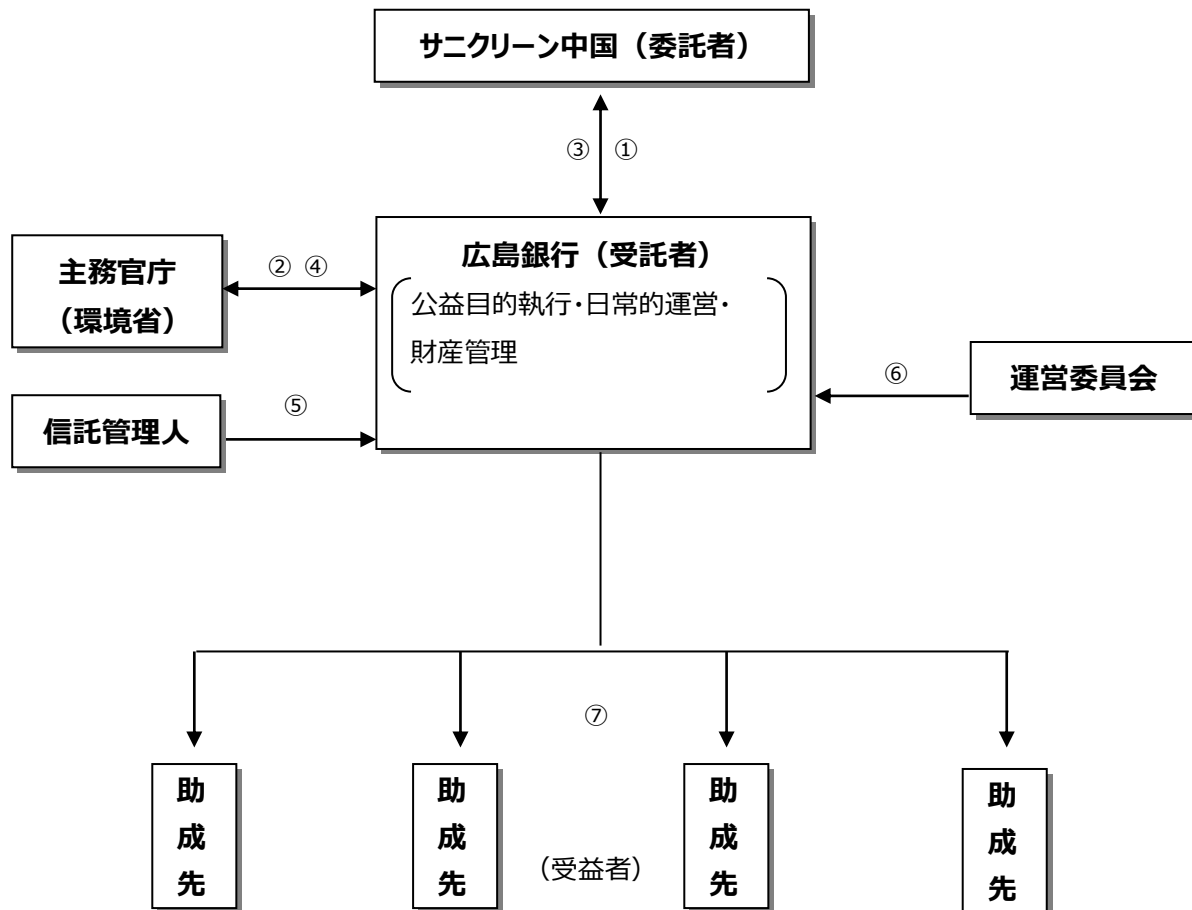 サニクリーン中国（委託者）
③ ①
広島銀行（受託者）
公益目的執行・日常的運営・
財産管理
主務官庁
（環境省）
② ④
信託管理人
⑤
⑥
運営委員会
⑦
助成先
助成先
（受益者）
助成先
助成先